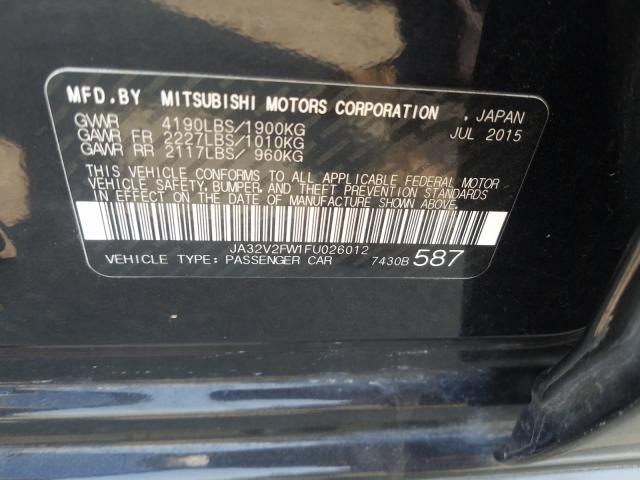 MFD.BY MITSUBISHI MOTORS CORPORATION , JAPAN
GVWR 4190LBS/1900KG JUL 2015
GAWR FR 2227LBS/1010KG
GAWR RR 2117LBS/ 960KG
THIS VEHICLE CONFORMS TO ALL APPLICABLE FEDERAL MOTOR
VEHICLE SAFETY, BUMPER, AND THEFT PREVENTION STANDARDS
IN EFFECT ON THE DATE OF MANUFACTURE SHOWN ABOVE.
JA32V2FW1FU026012
VEHICLE TYPE: PASSENGER CAR 7430B 587